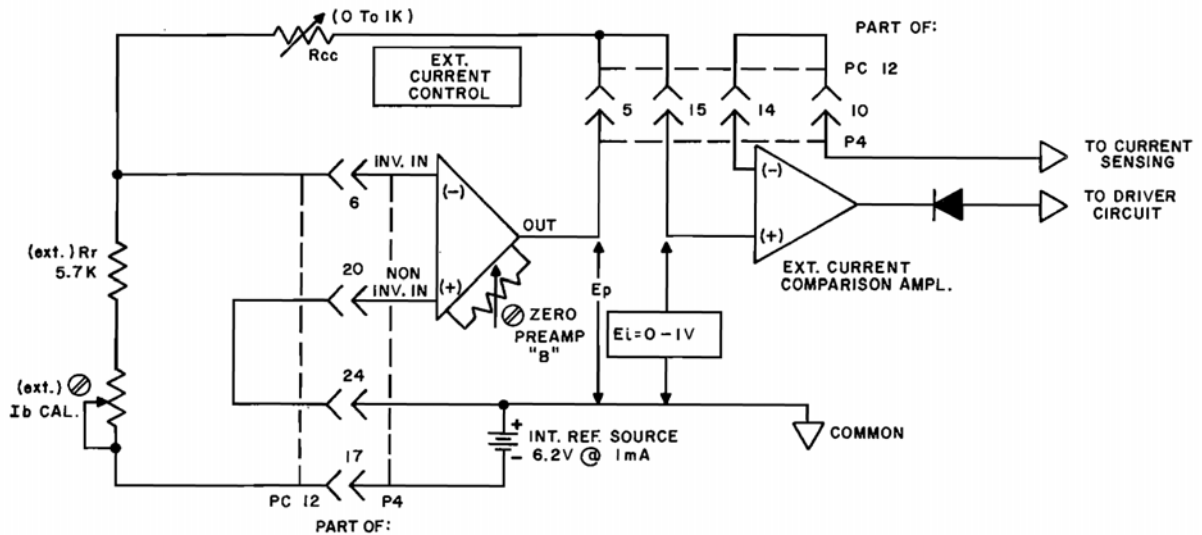 (0 To 1K)
Rcc
EXT.
CURRENT
CONTROL
PART OF:
PC 12
5
15
14
10
P4
TO CURRENT
SENSING
INV. IN
(-)
6
(-)
TO DRIVER
CIRCUIT
OUT
(+)
(ext.) Rr
5.7K
20
NON
INV. IN
(+)
EXT. CURRENT
COMPARISON AMPL.
Ep
ZERO
PREAMP
"B"
Ei=0-1V
(ext.)
Ib CAL.
24
+
INT. REF. SOURCE
- 6.2V @ 1mA
COMMON
17
PC 12
P4
PART OF: